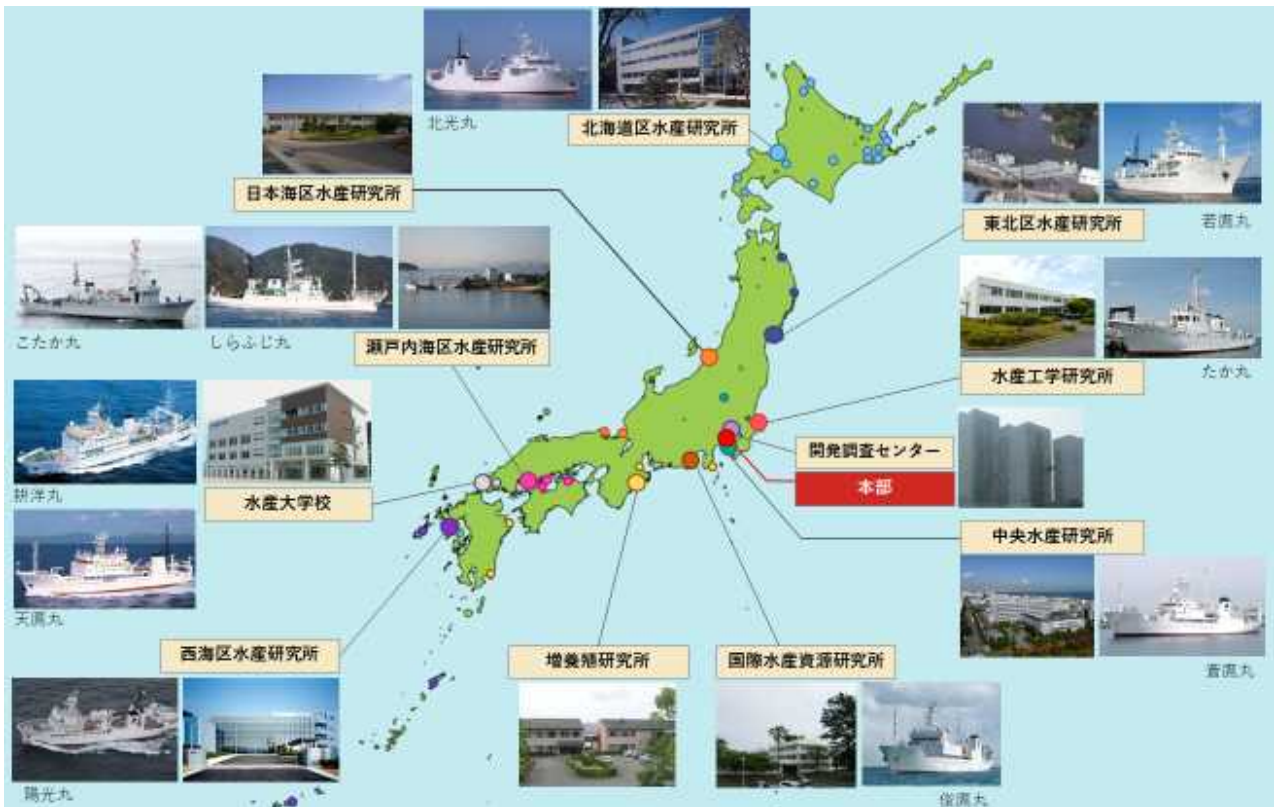 北光丸
北海道区水産研究所
日本海区水産研究所
東北区水産研究所
若鷹丸
こたか丸
しらふじ丸
瀬戸内海区水産研究所
水産工学研究所
たか丸
水産大学校
耕洋丸
開発調査センター
本部
中央水産研究所
蒼鷹丸
天鷹丸
西海区水産研究所
陽光丸
増養殖研究所
国際水産資源研究所
俊鷹丸